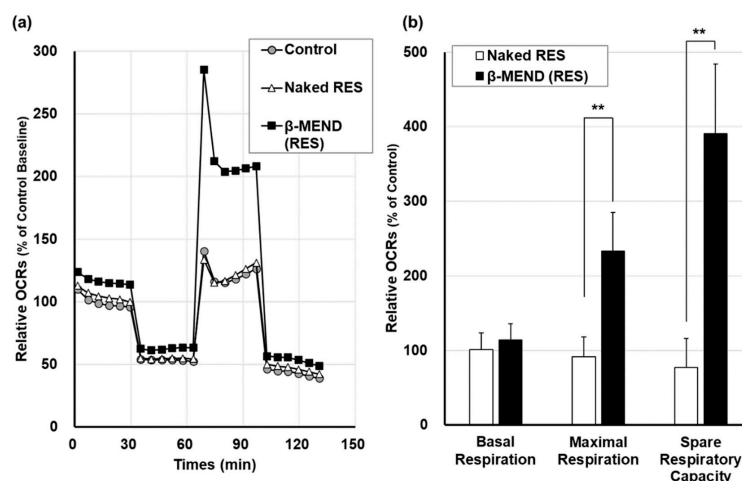 (a)
300
250
200
150
100
50
0
0
30
60
90
120
150
Relative OCRs (% of Control Baseline)
Times (min)
Control
Naked RES
β-MEND
(RES)
(b)
500
400
300
200
100
0
Relative OCRs (% of Control)
Naked RES
β-MEND (RES)
**
**
Basal
Respiration
Maximal
Respiration
Spare
Respiratory
Capacity